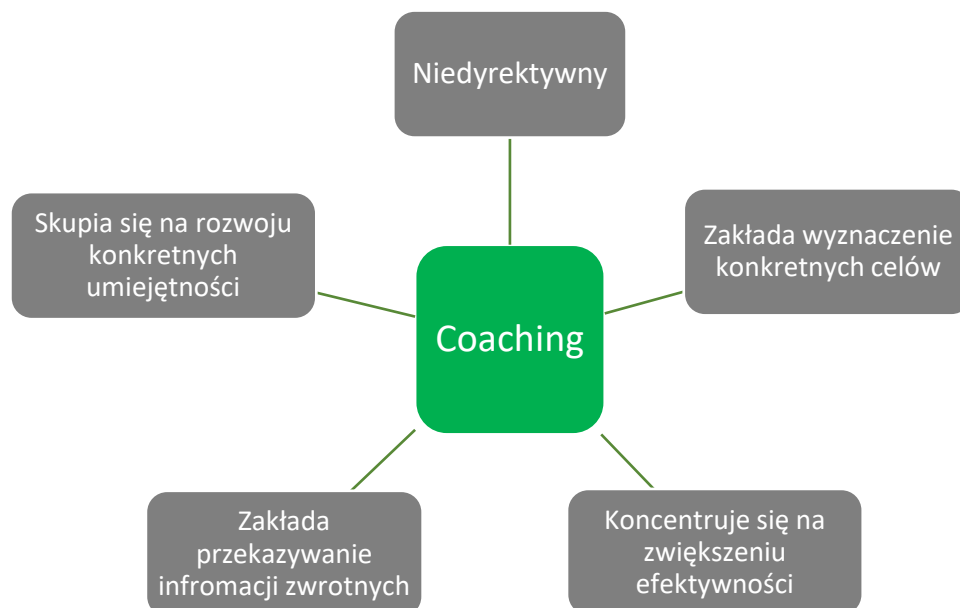 Niedyrektywny
Skupia się na rozwoju
konkretnych
umiejętności
Zakłada wyznaczenie
konkretnych celów
Coaching
Zakłada
przekazywanie
infromacji zwrotnych
Koncentruje się na
zwiększeniu
efektywności